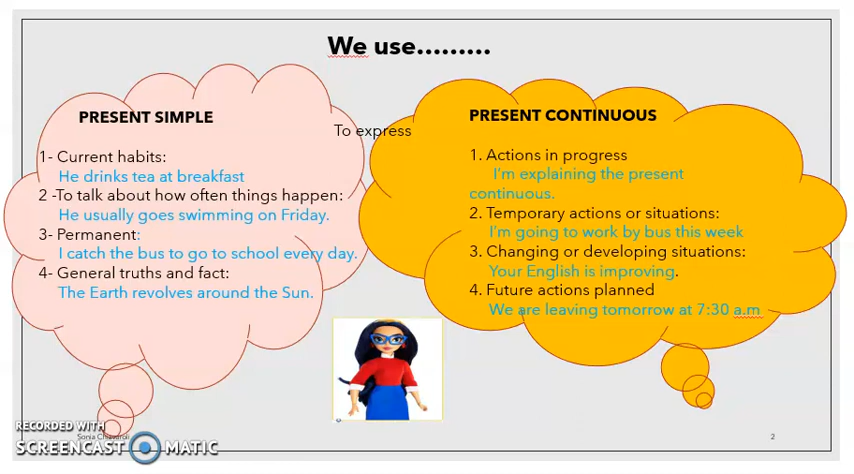 We use.........
PRESENT SIMPLE
To express
1- Current habits:
He drinks tea at breakfast
2 -To talk about how often things happen:
He usually goes swimming on Friday.
3- Permanent:
I catch the bus to go to school every day.
4- General truths and fact:
The Earth revolves around the Sun.
PRESENT CONTINUOUS
1. Actions in progress
I'm explaining the present
continuous.
2. Temporary actions or situations:
I'm going to work by bus this week
3. Changing or developing situations:
Your English is improving.
4. Future actions planned
We are leaving tomorrow at 7:30 a.m
RECORDED WITH
SCREENCAST MATIC
Sonia
2